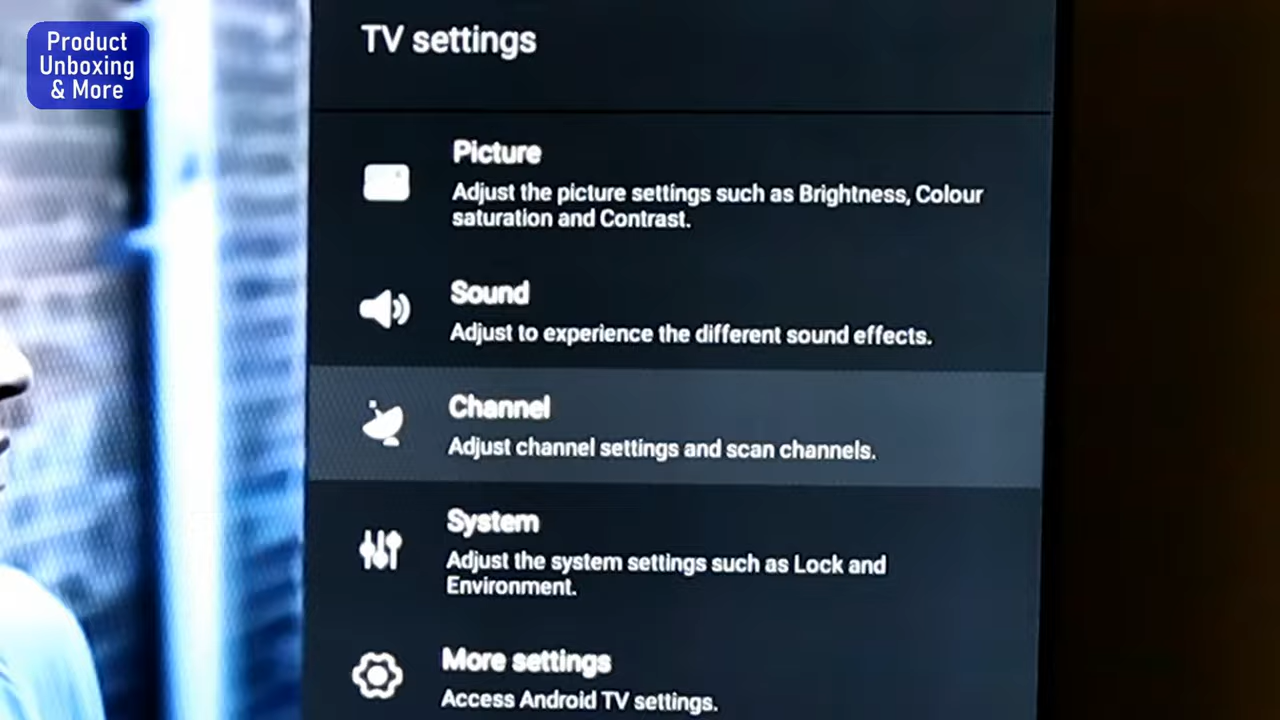 Product
Unboxing
& More
TV settings
Picture
Adjust the picture settings such as Brightness, Colour
saturation and Contrast.
Sound
Adjust to experience the different sound effects.
Channel
Adjust channel settings and scan channels.
System
Adjust the system settings such as Lock and
Environment.
More settings
Access Android TV settings.